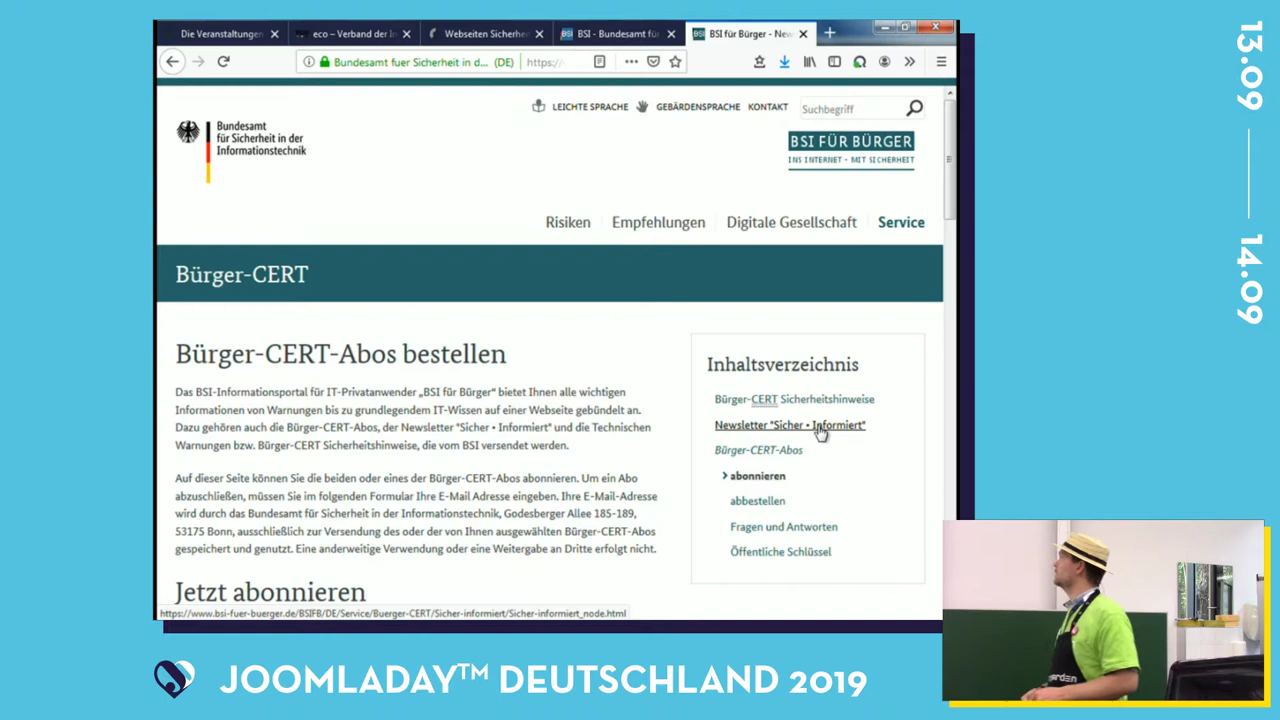 Die Veranstaltungen
eco – Verband der In
Webseiten Sicherhe
BSI - Bundesamt für
BSI für Bürger - New
Bundesamt fuer Sicherheit in d... (DE)
https://
LEICHTE SPRACHE
GEBÄRDENSPRACHE
KONTAKT
Suchbegriff
Bundesamt
für Sicherheit in der
Informationstechnik
BSI FÜR BÜRGER
INS INTERNET - MIT SICHERHEIT
Risiken
Empfehlungen
Digitale Gesellschaft
Service
Bürger-CERT
Bürger-CERT-Abos bestellen
Das BSI-Informationsportal für IT-Privatanwender „BSI für Bürger" bietet Ihnen alle wichtigen
Informationen von Warnungen bis zu grundlegendem IT-Wissen auf einer Webseite gebündelt an.
Dazu gehören auch die Bürger-CERT-Abos, der Newsletter "Sicher • Informiert" und die Technischen
Warnungen bzw. Bürger-CERT Sicherheitshinweise, die vom BSI versendet werden.
Auf dieser Seite können Sie die beiden oder eines der Bürger-CERT-Abos abonnieren. Um ein Abo
abzuschließen, müssen Sie im folgenden Formular Ihre E-Mail Adresse eingeben. Ihre E-Mail-Adresse
wird durch das Bundesamt für Sicherheit in der Informationstechnik, Godesberger Allee 185-189,
53175 Bonn, ausschließlich zur Versendung des oder der von Ihnen ausgewählten Bürger-CERT-Abos
gespeichert und genutzt. Eine anderweitige Verwendung oder eine Weitergabe an Dritte erfolgt nicht.
Jetzt abonnieren
Inhaltsverzeichnis
Bürger-CERT Sicherheitshinweise
Newsletter "Sicher • Informiert"
Bürger-CERT-Abos
abonnieren
abbestellen
Fragen und Antworten
Öffentliche Schlüssel
https://www.bsi-fuer-buerger.de/BSIFB/DE/Service/Buerger-CERT/Sicher-informiert/Sicher-informiert_node.html
13.09
14.09
JOOMLADAY™ DEUTSCHLAND 2019